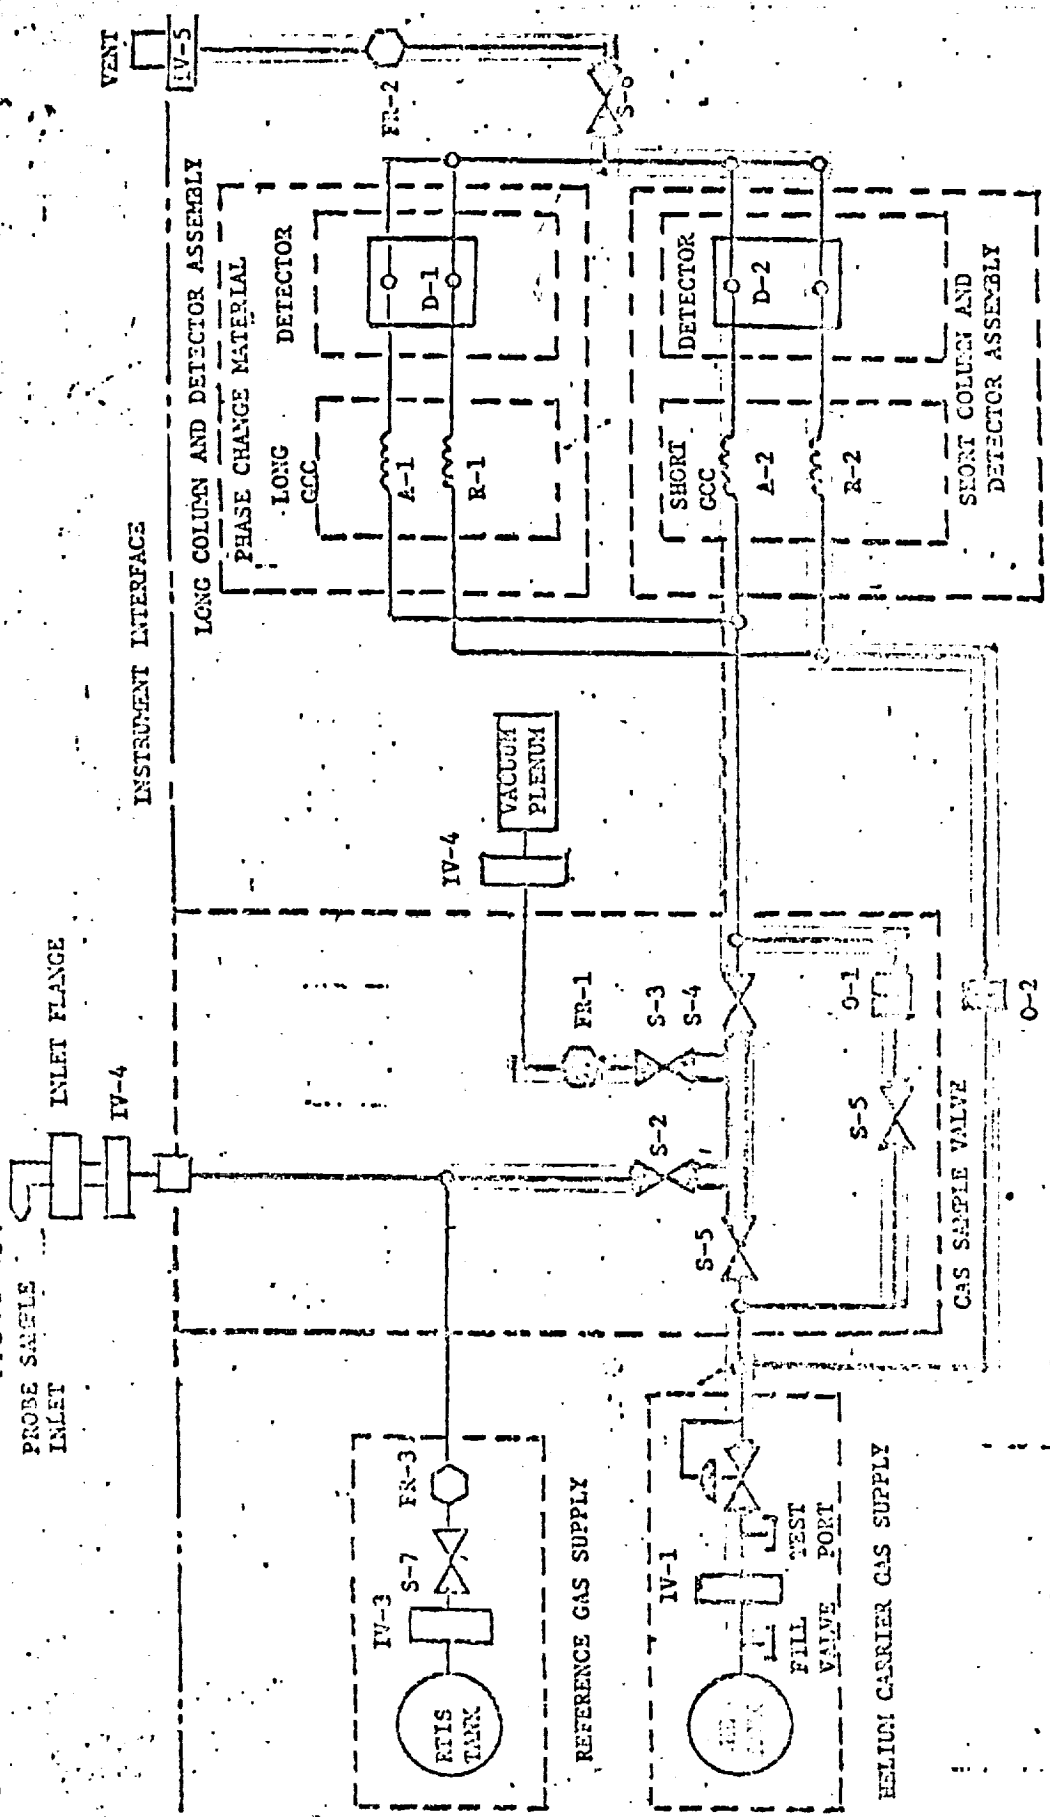 PROBE SAMPLE
INLET
INLET FLANGE
IV-4
VENT
IV-5
INSTRUMENT INTERFACE
LONG COLUMN AND DETECTOR ASSEMBLY
PHASE CHANGE MATERIAL
FR-2
S-6
LONG
GCC
DETECTOR
A-1
D-1
R-1
IV-4
VACUUM
PLENUM
FR-1
S-3
S-4
S-2
S-5
S-5
O-1
O-2
GAS SAMPLE VALVE
SHORT
GCC
DETECTOR
A-2
D-2
R-2
SHORT COLUMN AND
DETECTOR ASSEMBLY
IV-3
S-7
FR-3
TANK
REFERENCE GAS SUPPLY
IV-1
FILL
VALVE
TEST
PORT
HELIUM CARRIER GAS SUPPLY